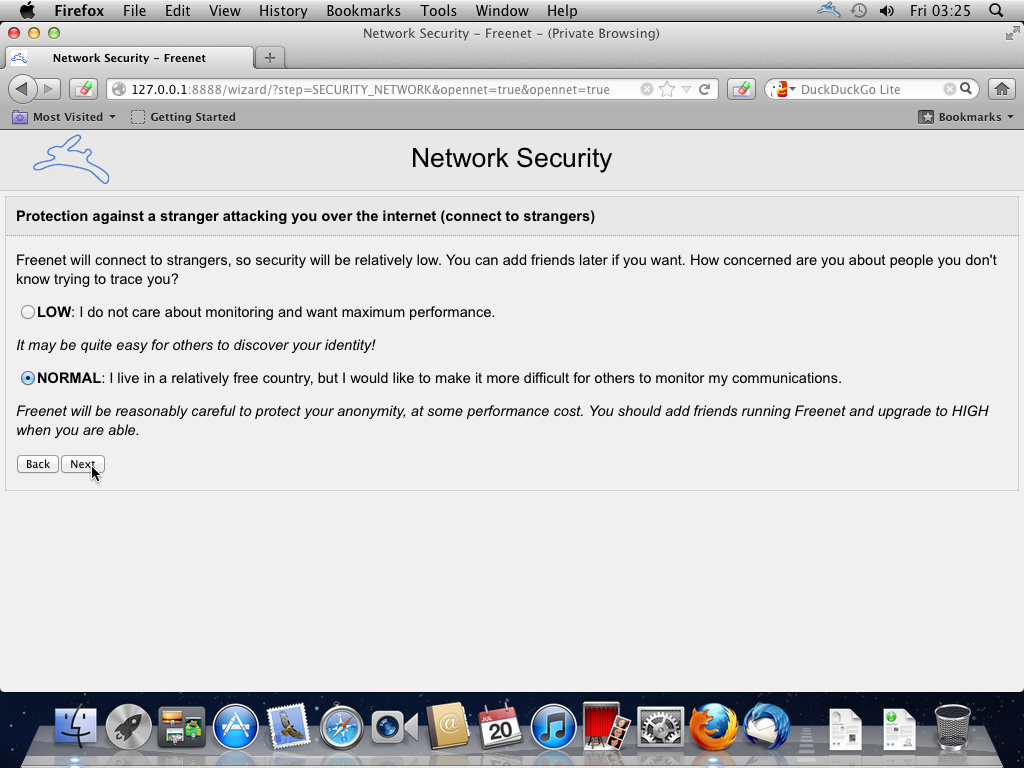 Firefox File Edit View History Bookmarks Tools Window Help Fri 03:25
Network Security – Freenet – (Private Browsing)
Network Security – Freenet
127.0.0.1:8888/wizard/?step=SECURITY_NETWORK&opennet=true&opennet=true
DuckDuckGo Lite
Most Visited Getting Started Bookmarks
Network Security
Protection against a stranger attacking you over the internet (connect to strangers)
Freenet will connect to strangers, so security will be relatively low. You can add friends later if you want. How concerned are you about people you don't
know trying to trace you?
LOW: I do not care about monitoring and want maximum performance.
It may be quite easy for others to discover your identity!
NORMAL: I live in a relatively free country, but I would like to make it more difficult for others to monitor my communications.
Freenet will be reasonably careful to protect your anonymity, at some performance cost. You should add friends running Freenet and upgrade to HIGH
when you are able.
Back Next
JUL
20